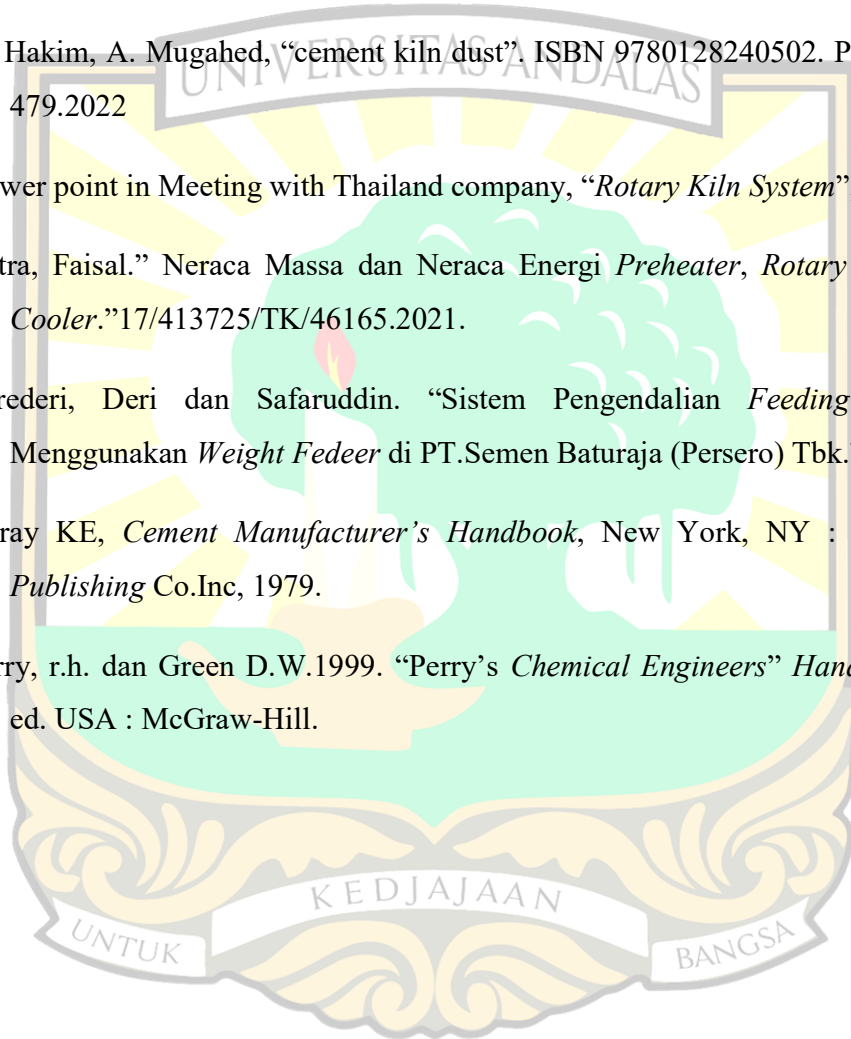 UNIVERSITAS ANDALAS
Hakim, A. Mugahed, “cement kiln dust”. ISBN 9780128240502. P
479.2022
wer point in Meeting with Thailand company, “Rotary Kiln System”
tra, Faisal.” Neraca Massa dan Neraca Energi Preheater, Rotary
Cooler.”17/413725/TK/46165.2021.
rederi, Deri dan Safaruddin. “Sistem Pengendalian Feeding
Menggunakan Weight Fedeer di PT.Semen Baturaja (Persero) Tbk.
ray KE, Cement Manufacturer’s Handbook, New York, NY :
Publishing Co.Inc, 1979.
rry, r.h. dan Green D.W.1999. “Perry’s Chemical Engineers” Hand
ed. USA : McGraw-Hill.
KEDJAJAAN
UNTUK
BANGSA